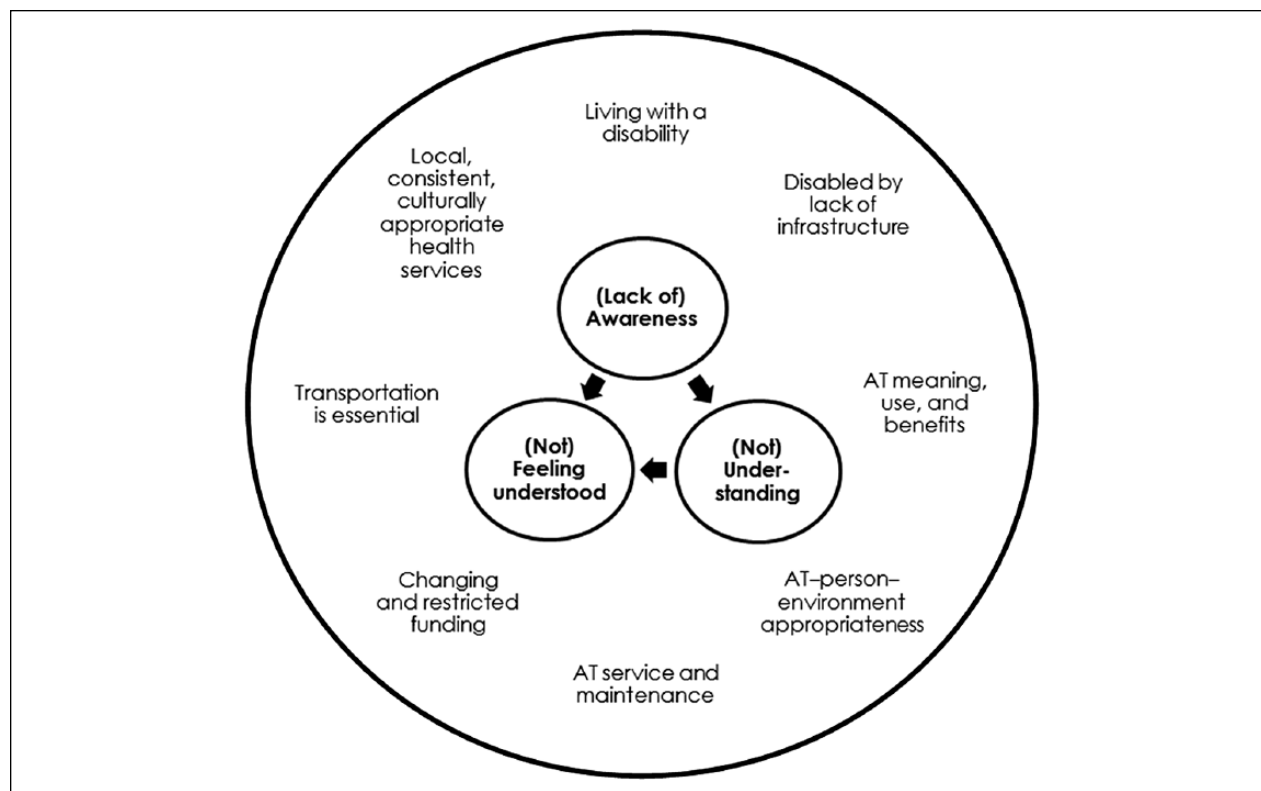 Living with a
disability
Local,
consistent,
culturally
appropriate
health
services
Disabled by
lack of
infrastructure
(Lack of)
Awareness
Transportation
is essential
AT meaning,
use, and
benefits
(Not)
Feeling
understood
(Not)
Under-
standing
Changing
and restricted
funding
AT–person–
environment
appropriateness
AT service and
maintenance